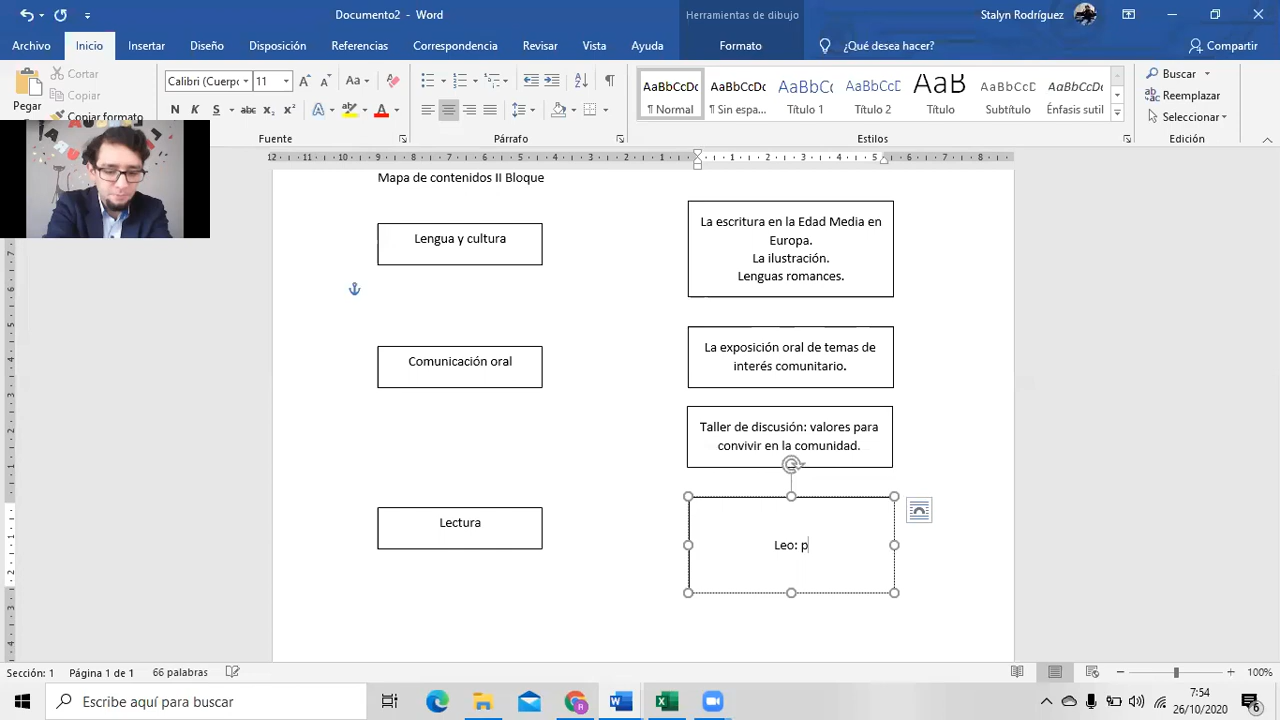 Documento2 - Word
Herramientas de dibujo
Stalyn Rodríguez
Archivo
Inicio
Insertar
Diseño
Disposición
Referencias
Correspondencia
Revisar
Vista
Ayuda
Formato
¿Qué desea hacer?
Compartir
Pegar
Cortar
Copiar
Copiar formato
Calibri (Cuerpo
11
Fuente
Párrafo
AaBbCcDc
¶ Normal
AaBbCcDc
¶ Sin espa...
AaBbCc
Título 1
AaBbCcD
Título 2
AaB
Título
AaBbCcD
Subtítulo
AaBbCcDc
Énfasis sutil
Estilos
Buscar
Reemplazar
Seleccionar
Edición
Mapa de contenidos II Bloque
Lengua y cultura
La escritura en la Edad Media en
Europa.
La ilustración.
Lenguas romances.
Comunicación oral
La exposición oral de temas de
interés comunitario.
Taller de discusión: valores para
convivir en la comunidad.
Lectura
Leo: p
Sección: 1
Página 1 de 1
66 palabras
100%
Escribe aquí para buscar
7:54
26/10/2020
6